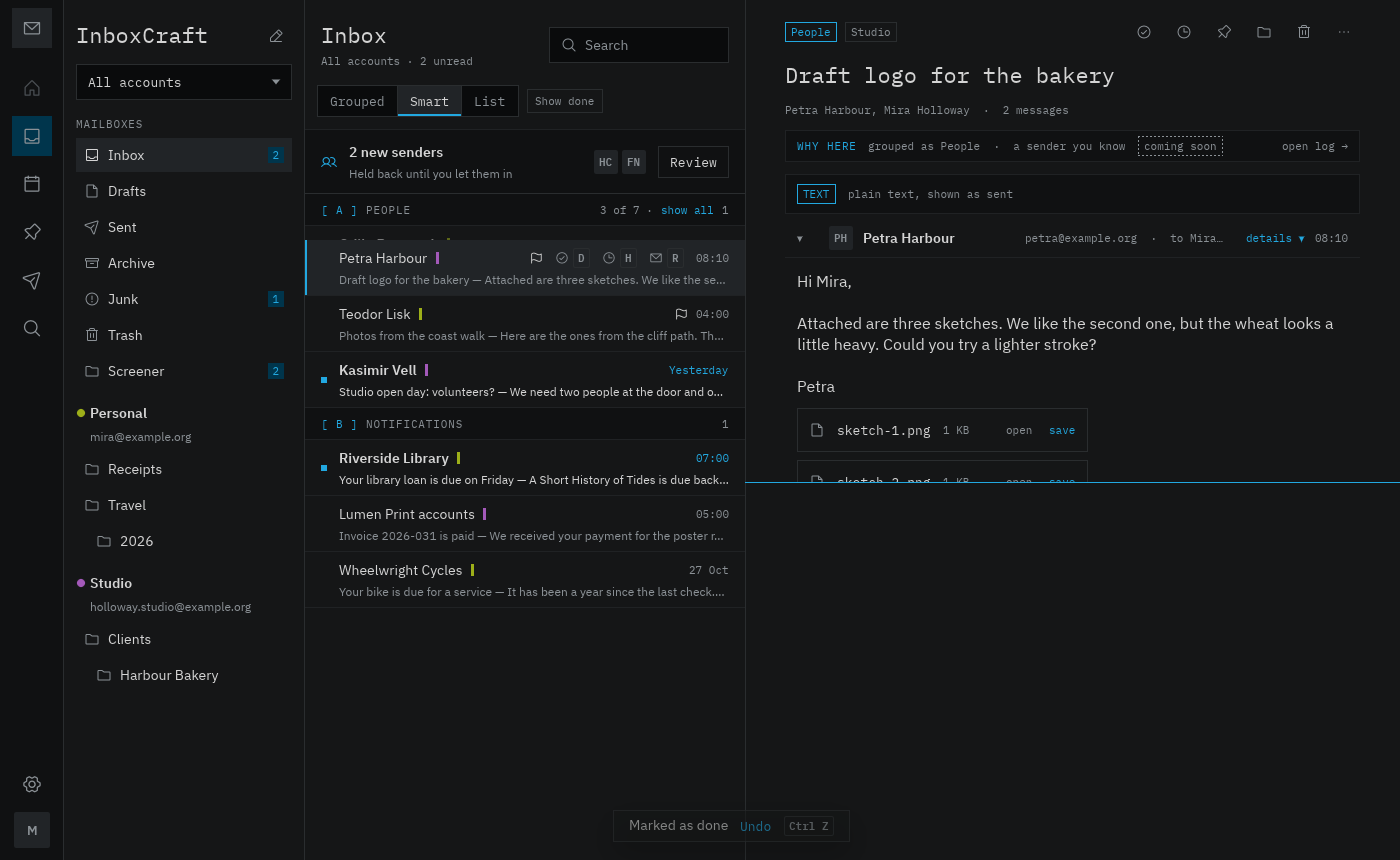 InboxCraft
All accounts
MAILBOXES
Inbox 2
Drafts
Sent
Archive
Junk 1
Trash
Screener 2
Personal
mira@example.org
Receipts
Travel
2026
Studio
holloway.studio@example.org
Clients
Harbour Bakery
M
Inbox
All accounts · 2 unread
Search
Grouped Smart List Show done
2 new senders
Held back until you let them in
HC FN Review
[ A ] PEOPLE 3 of 7 · show all 1
Petra Harbour D H R 08:10
Draft logo for the bakery — Attached are three sketches. We like the se…
Teodor Lisk 04:00
Photos from the coast walk — Here are the ones from the cliff path. Th…
Kasimir Vell Yesterday
Studio open day: volunteers? — We need two people at the door and o…
[ B ] NOTIFICATIONS 1
Riverside Library 07:00
Your library loan is due on Friday — A Short History of Tides is due back…
Lumen Print accounts 05:00
Invoice 2026-031 is paid — We received your payment for the poster r…
Wheelwright Cycles 27 Oct
Your bike is due for a service — It has been a year since the last check.…
People Studio
Draft logo for the bakery
Petra Harbour, Mira Holloway · 2 messages
WHY HERE grouped as People · a sender you know coming soon open log →
TEXT plain text, shown as sent
▾ PH Petra Harbour petra@example.org · to Mira… details ▾ 08:10
Hi Mira,
Attached are three sketches. We like the second one, but the wheat looks a
little heavy. Could you try a lighter stroke?
Petra
sketch-1.png 1 KB open save
sketch-2.png 1 KB open save
Marked as done Undo Ctrl Z